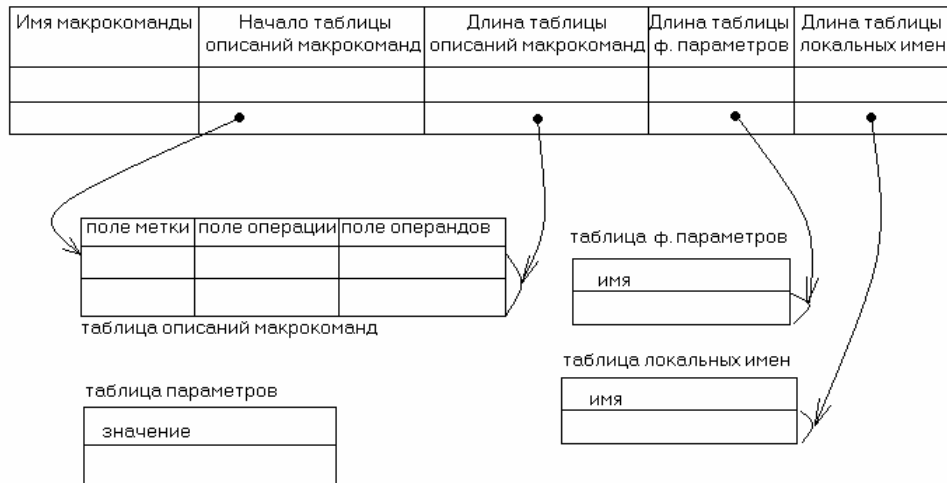 Имя макрокоманды
Начало таблицы
описаний макрокоманд
Длина таблицы
описаний макрокоманд
Длина таблицы
ф. параметров
Длина таблицы
локальных имен
поле метки
поле операции
поле операндов
таблица описаний макрокоманд
таблица ф. параметров
имя
таблица локальных имен
имя
таблица параметров
значение